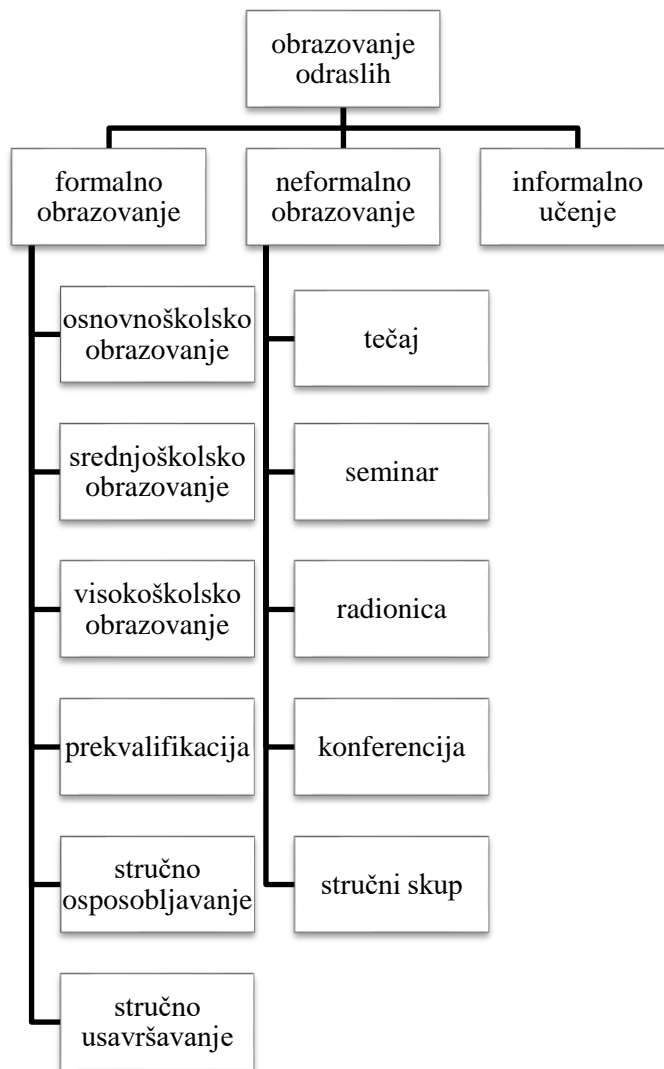 obrazovanje
odraslih
formalno
obrazovanje
neformalno
obrazovanje
informalno
učenje
osnovnoškolsko
obrazovanje
srednjoškolsko
obrazovanje
visokoškolsko
obrazovanje
prekvalifikacija
stručno
osposobljavanje
stručno
usavršavanje
tečaj
seminar
radionica
konferencija
stručni skup